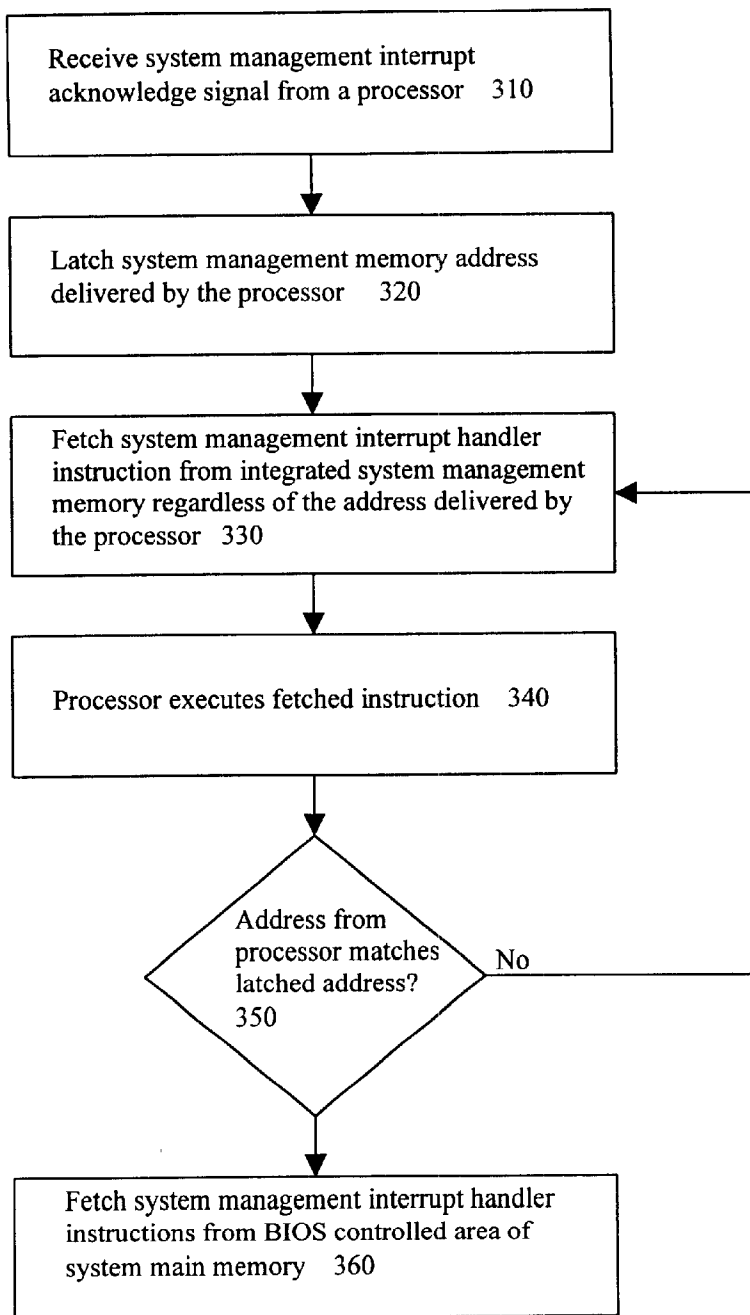 Receive system management interrupt
acknowledge signal from a processor 310
Latch system management memory address
delivered by the processor 320
Fetch system management interrupt handler
instruction from integrated system management
memory regardless of the address delivered by
the processor 330
Processor executes fetched instruction 340
Address from
processor matches
latched address?
350
No
Fetch system management interrupt handler
instructions from BIOS controlled area of
system main memory 360